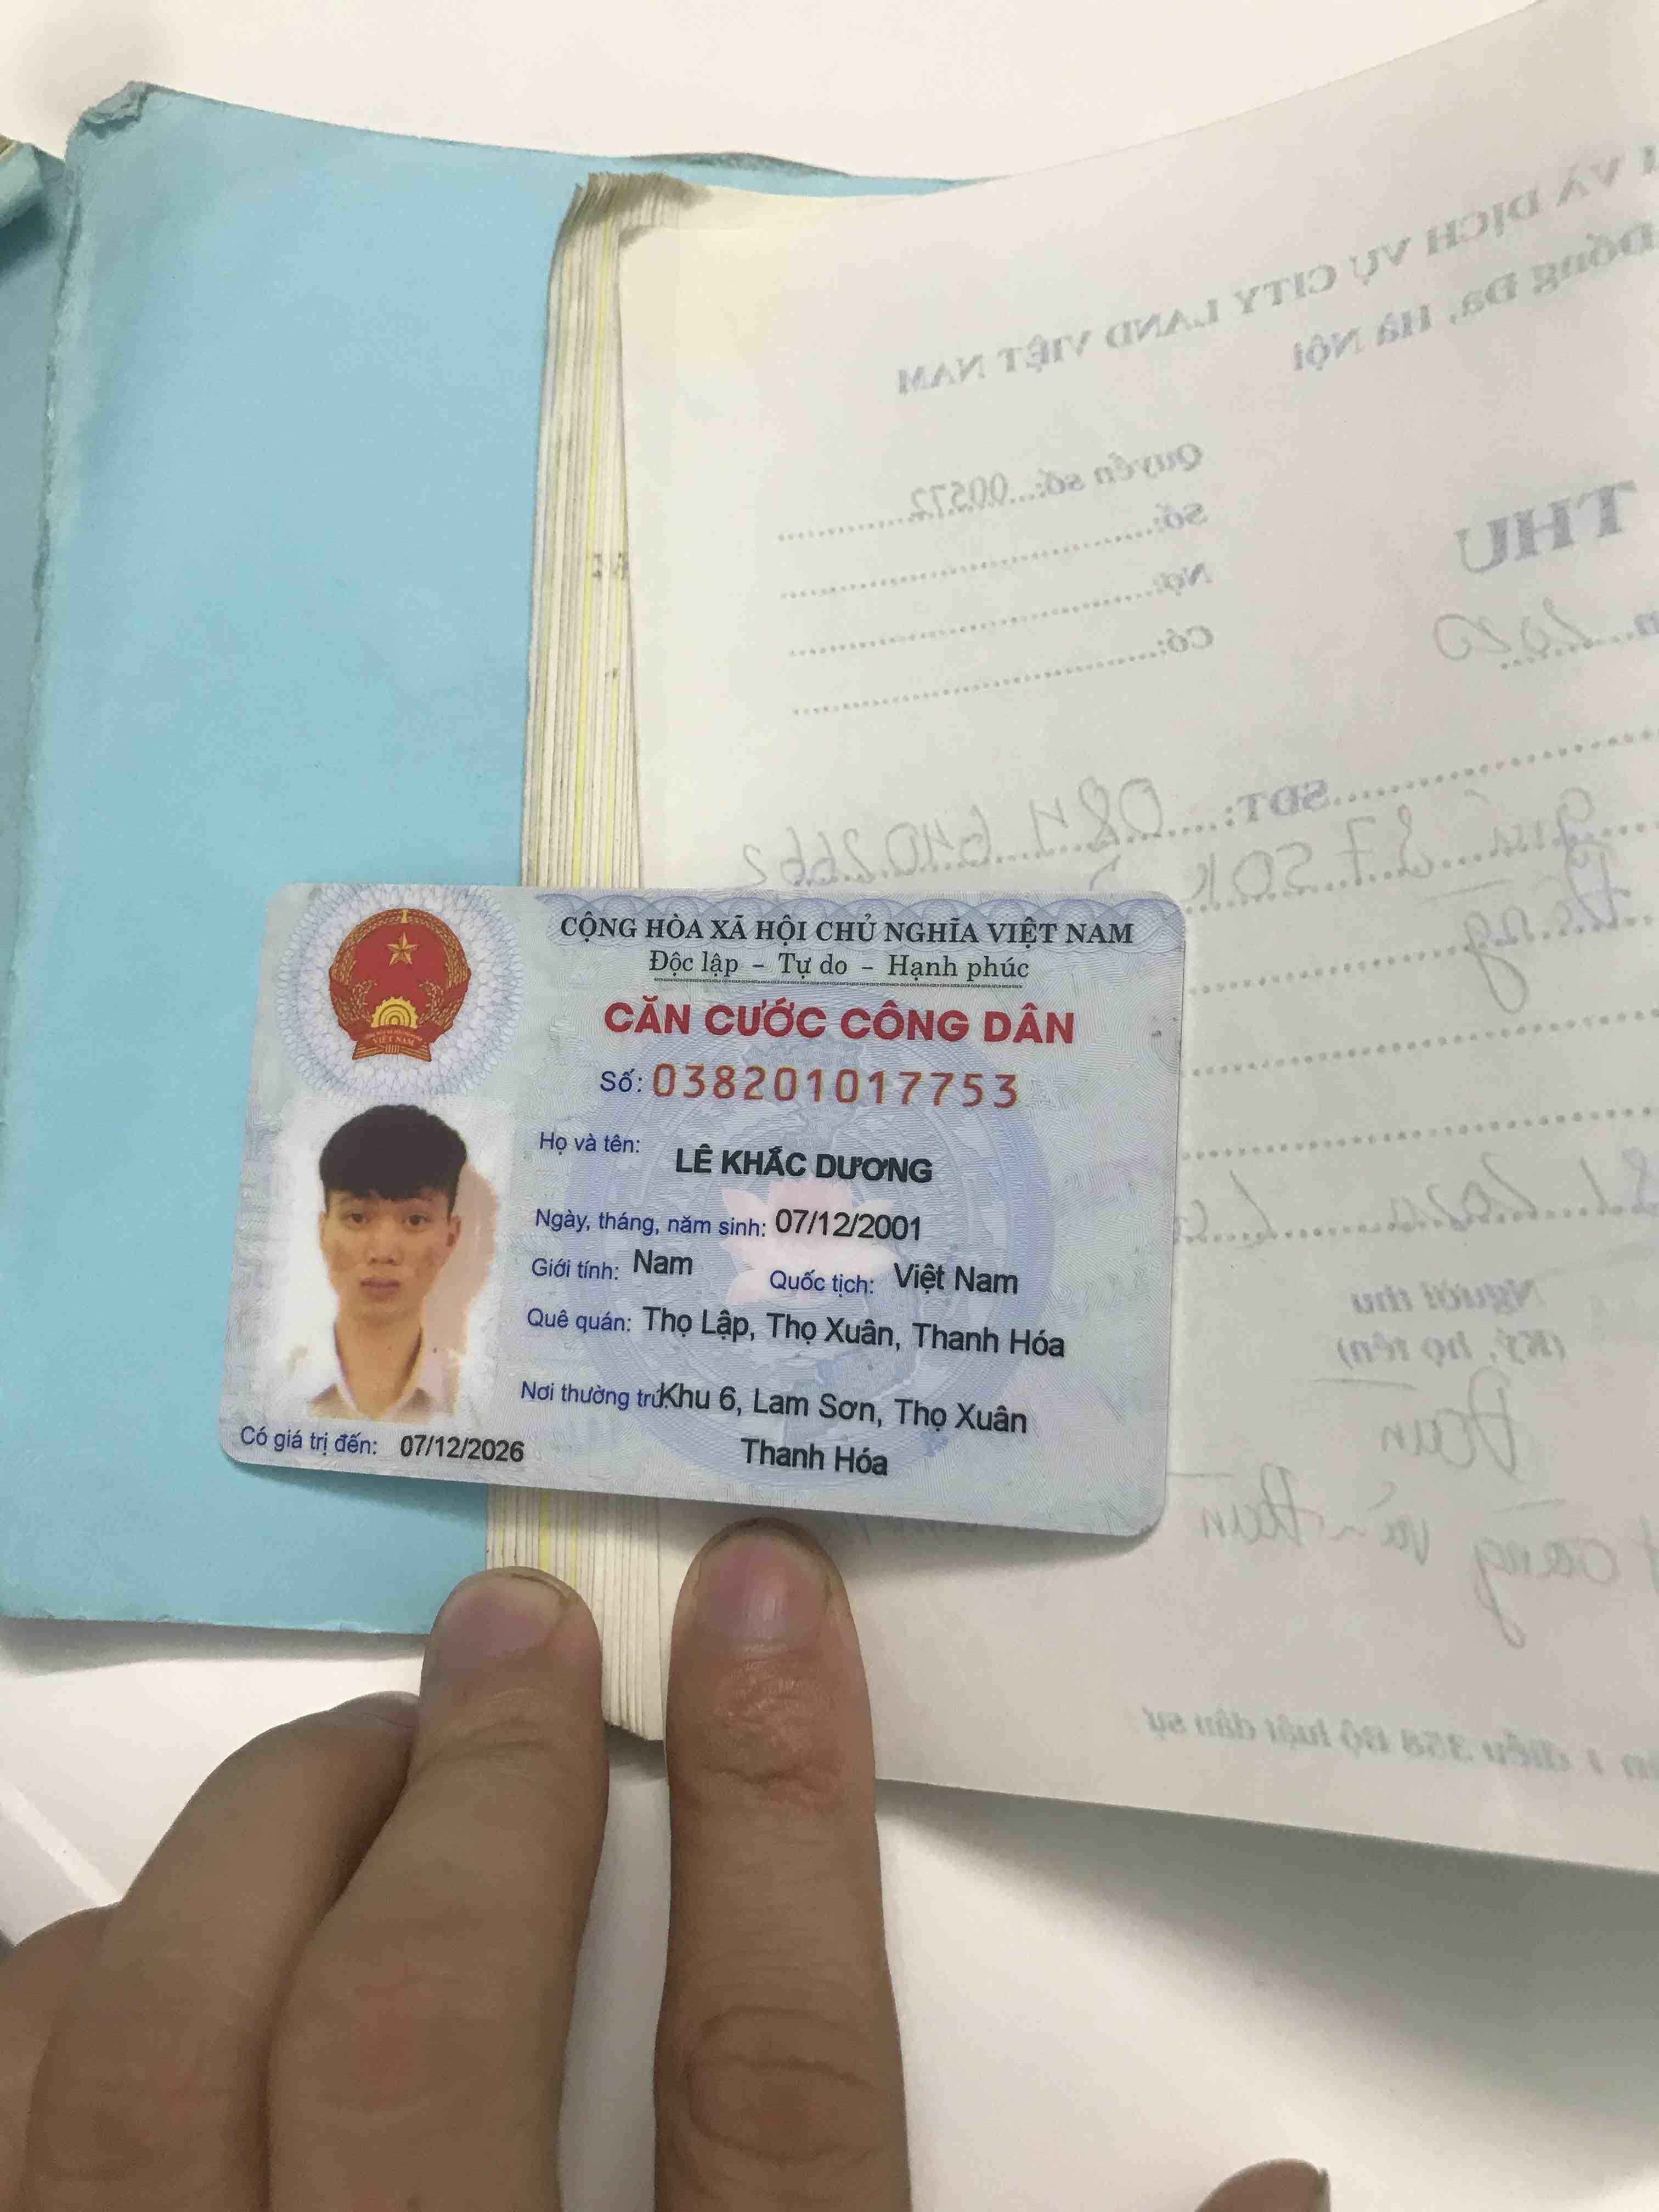 CỘNG HÒA XÃ HỘI CHỦ NGHĨA VIỆT NAM
Độc lập - Tự do - Hạnh phúc
CĂN CƯỚC CÔNG DÂN
Số: 038201017753
Họ và tên: LÊ KHẮC DƯƠNG
Ngày, tháng, năm sinh: 07/12/2001
Giới tính: Nam Quốc tịch: Việt Nam
Quê quán: Thọ Lập, Thọ Xuân, Thanh Hóa
Nơi thường trú: Khu 6, Lam Sơn, Thọ Xuân
Thanh Hóa
Có giá trị đến: 07/12/2026
VIỆT NAM
VÀ DỊCH VỤ CITY LAND VIỆT NAM
Đống Đa, Hà Nội
THU
Quyển số:...00572
Số:
Nợ:
Có:
2020
SĐT:
Người thu
(Ký, họ tên)
1 điều 358 Bộ luật dân sự